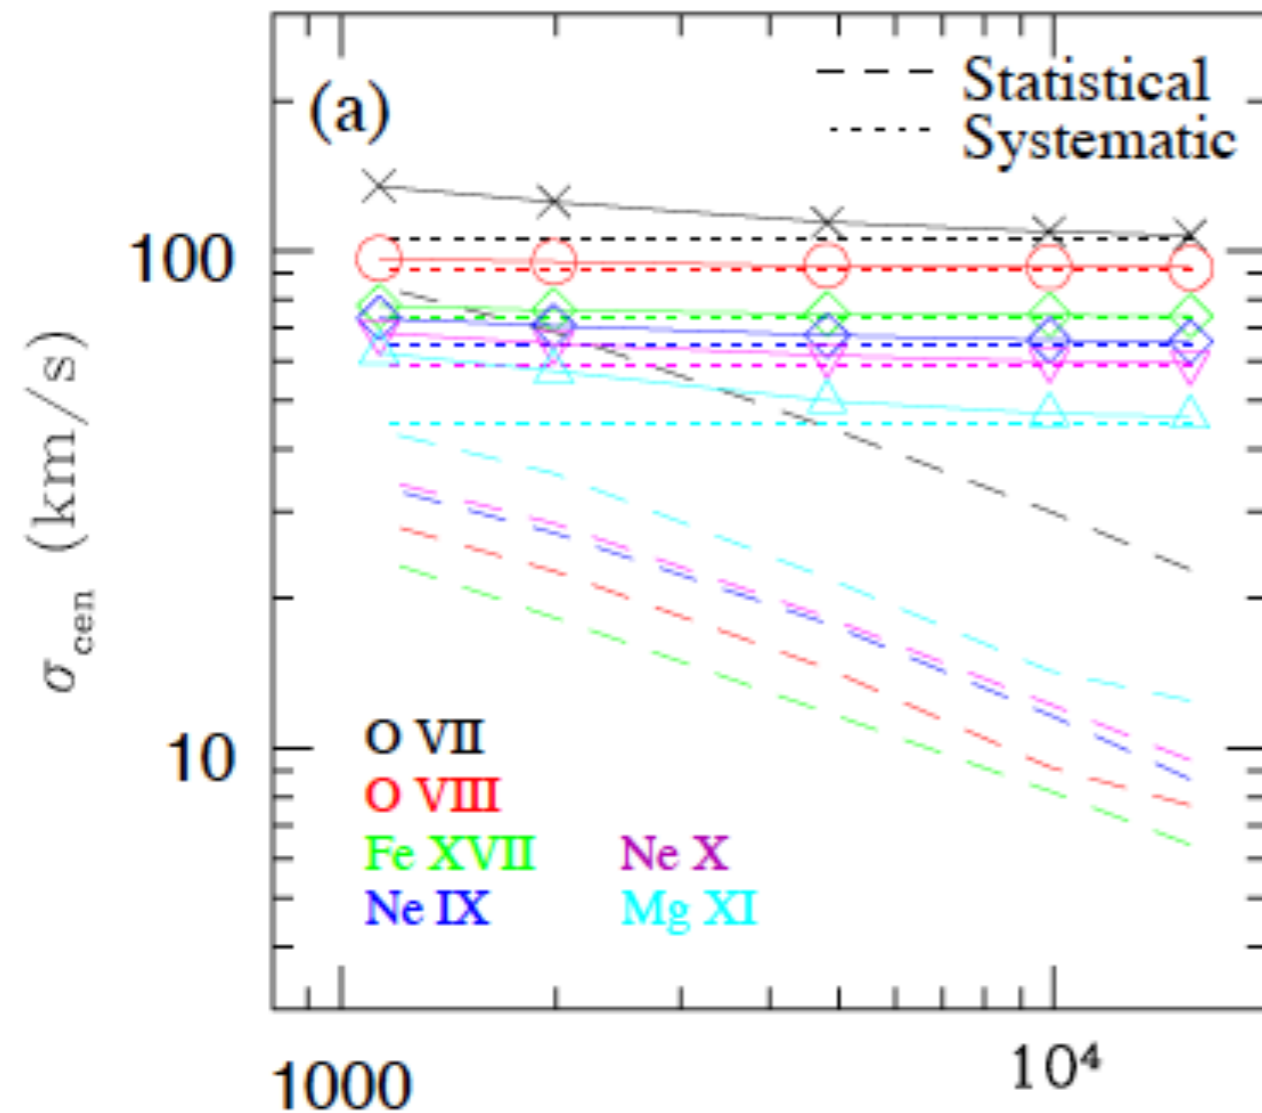 (a)
Statistical
Systematic
100
σcen (km/s)
10
O VII
O VIII
Fe XVII Ne X
Ne IX Mg XI
1000 10⁴